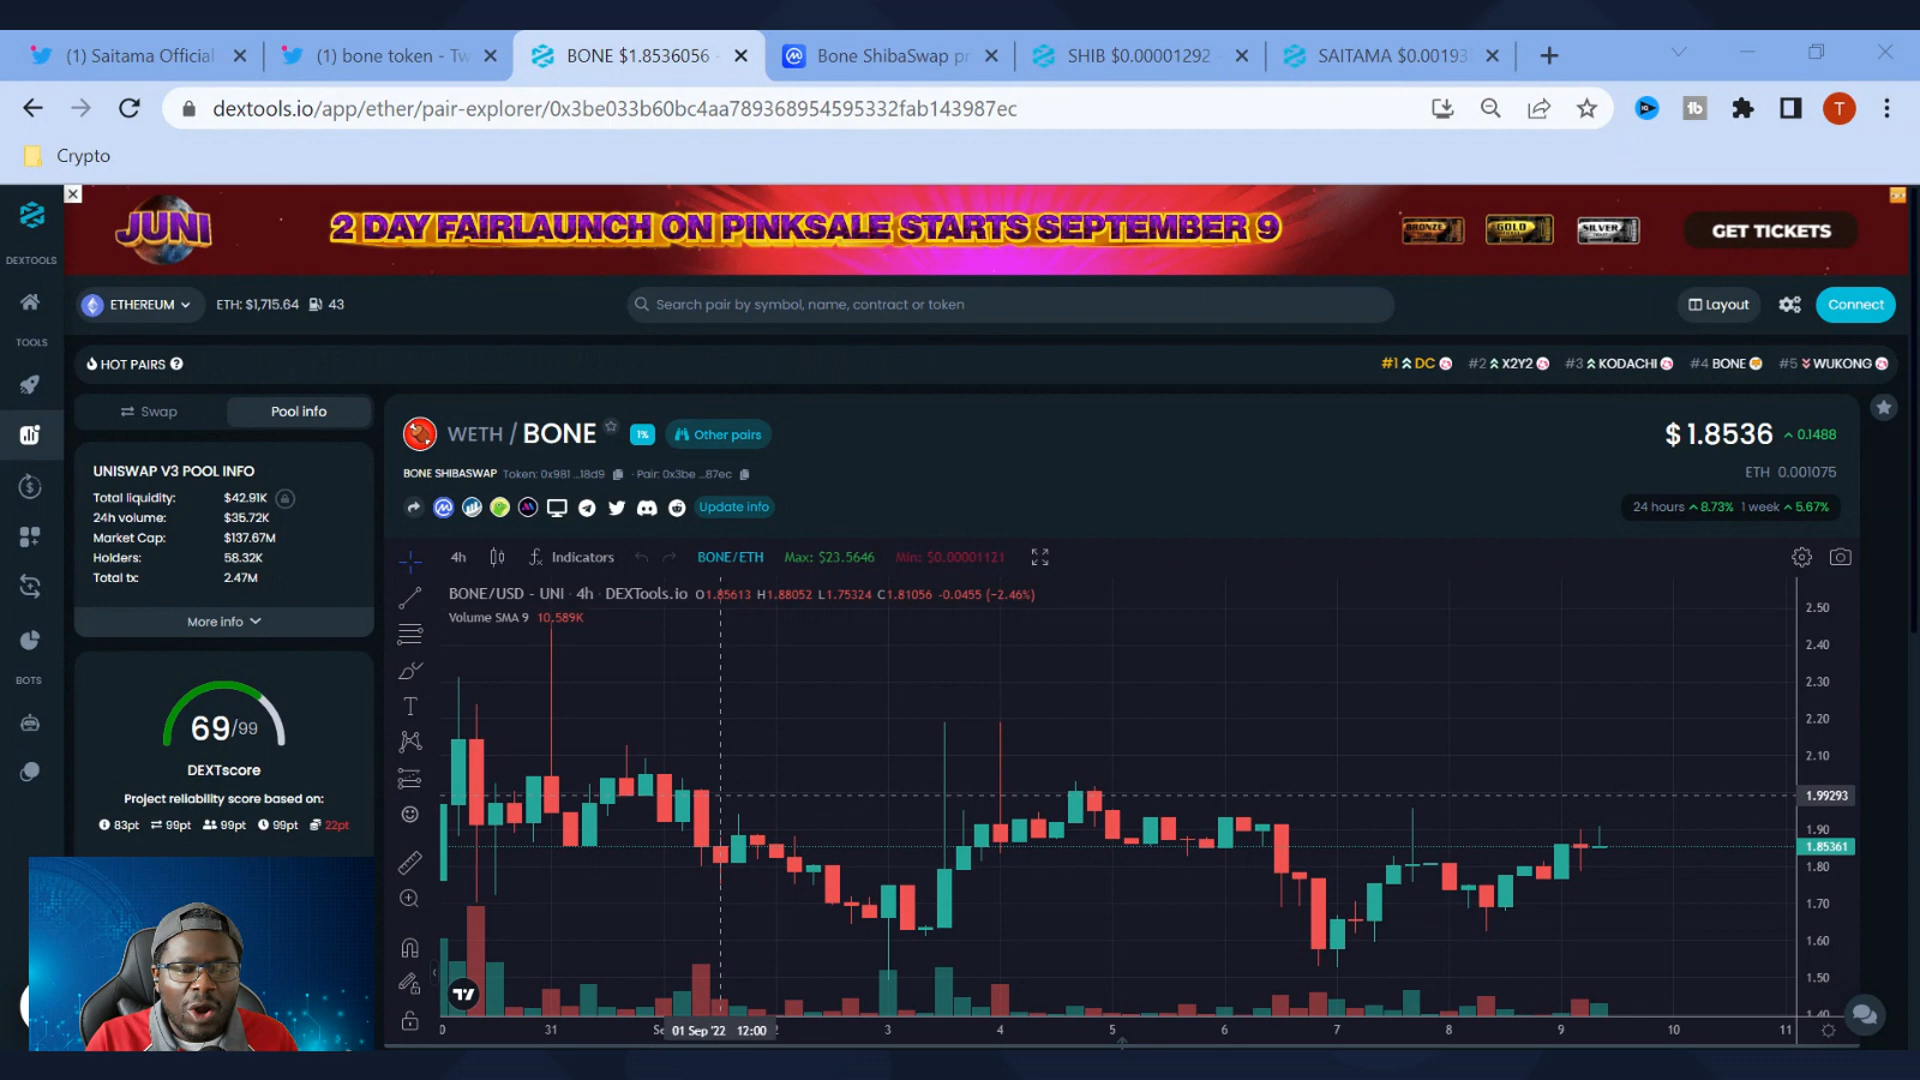 (1) Saitama Official
(1) bone token - Tw
BONE $1.8536056 -
Bone ShibaSwap pr
SHIB $0.00001292 -
SAITAMA $0.00193
dextools.io/app/ether/pair-explorer/0x3be033b60bc4aa789368954595332fab143987ec
Crypto
JUNI
2 DAY FAIRLAUNCH ON PINKSALE STARTS SEPTEMBER 9
BRONZE
GOLD
SILVER
GET TICKETS
DEXTOOLS
ETHEREUM
ETH: $1,715.64
43
Search pair by symbol, name, contract or token
Layout
Connect
TOOLS
HOT PAIRS
#1 DC
#2 X2Y2
#3 KODACHI
#4 BONE
#5 WUKONG
Swap
Pool info
WETH / BONE
1%
Other pairs
$ 1.8536
0.1488
BONE SHIBASWAP
Token: 0x981 ...18d9
· Pair: 0x3be ...87ec
ETH 0.001075
Update info
24 hours 8.73% 1 week 5.67%
UNISWAP V3 POOL INFO
Total liquidity: $42.91K
24h volume: $35.72K
Market Cap: $137.67M
Holders: 58.32K
Total tx: 2.47M
More info
4h
Indicators
BONE/ETH
Max: $23.5646
Min: $0.00001121
BONE/USD - UNI · 4h · DEXTools.io O1.85613 H1.88052 L1.75324 C1.81056 -0.0455 (-2.46%)
Volume SMA 9 10.589K
BOTS
69/99
DEXTscore
Project reliability score based on:
83pt
99pt
99pt
99pt
22pt
2.50
2.40
2.30
2.20
2.10
1.99293
1.90
1.85361
1.80
1.70
1.60
1.50
1.40
0
31
Se
01 Sep '22 12:00
2
3
4
5
6
7
8
9
10
11